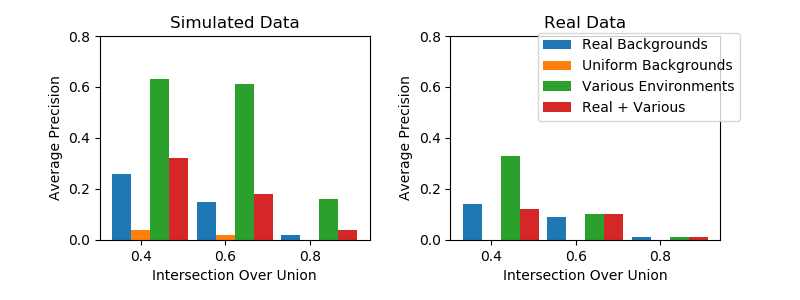 Simulated Data
Average Precision
0.8
0.6
0.4
0.2
0.0
0.4 0.6 0.8
Intersection Over Union
Real Data
Average Precision
0.8
0.6
0.4
0.2
0.0
Real Backgrounds
Uniform Backgrounds
Various Environments
Real + Various
0.4 0.6 0.8
Intersection Over Union